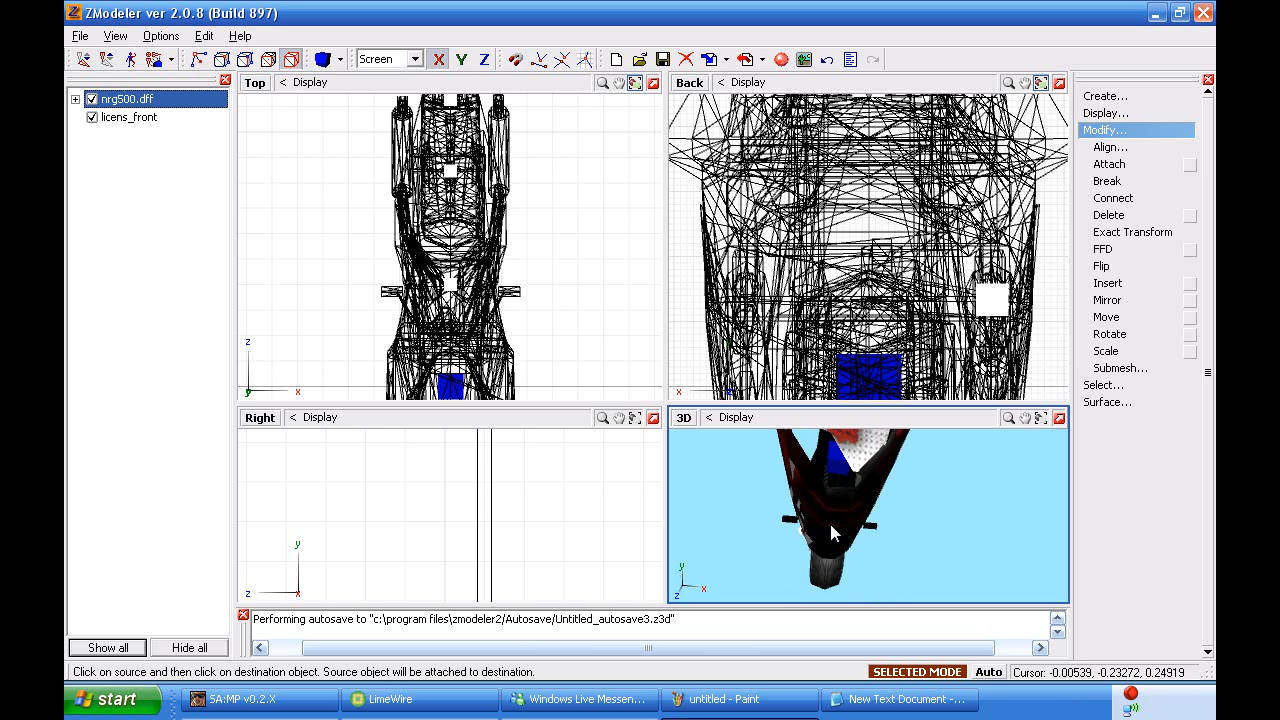 ZModeler ver 2.0.8 (Build 897)
File View Options Edit Help
Screen X Y Z
nrg500.dff
licens_front
Show all Hide all
Top < Display
z
y x
Back < Display
x z
Right < Display
y
z x
3D < Display
y
x
z
Create...
Display...
Modify...
Align...
Attach
Break
Connect
Delete
Exact Transform
FFD
Flip
Insert
Mirror
Move
Rotate
Scale
Submesh...
Select...
Surface...
Performing autosave to "c:\program files\zmodeler2/Autosave/Untitled_autosave3.z3d"
Click on source and then click on destination object. Source object will be attached to destination. SELECTED MODE Auto Cursor: -0.00539, -0.23272, 0.24919
start SA:MP v0.2.X LimeWire Windows Live Messen... untitled - Paint New Text Document -...